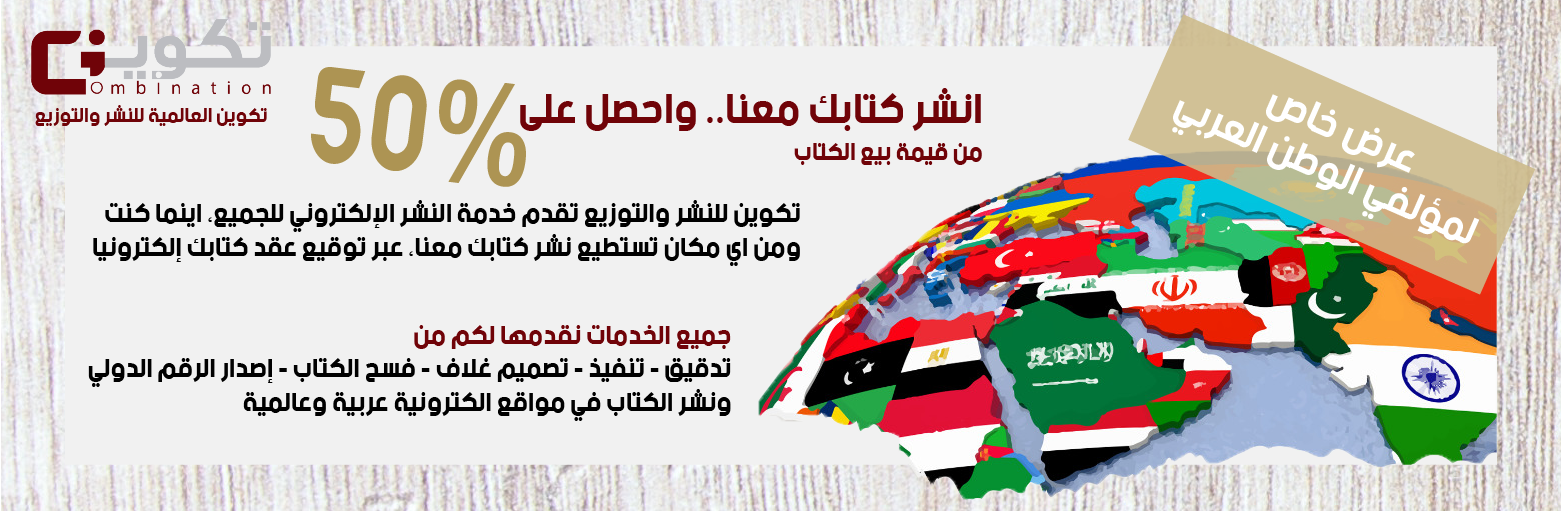 تكوين
Combination
تكوين العالمية للنشر والتوزيع
عرض خاص
لمؤلفي الوطن العربي
انشر كتابك معنا.. واحصل على 50%
من قيمة بيع الكتاب
تكوين للنشر والتوزيع تقدم خدمة النشر الإلكتروني للجميع، اينما كنت
ومن اي مكان تستطيع نشر كتابك معنا، عبر توقيع عقد كتابك إلكترونيا
جميع الخدمات نقدمها لكم من
تدقيق - تنفيذ - تصميم غلاف - فسح الكتاب - إصدار الرقم الدولي
ونشر الكتاب في مواقع الكترونية عربية وعالمية